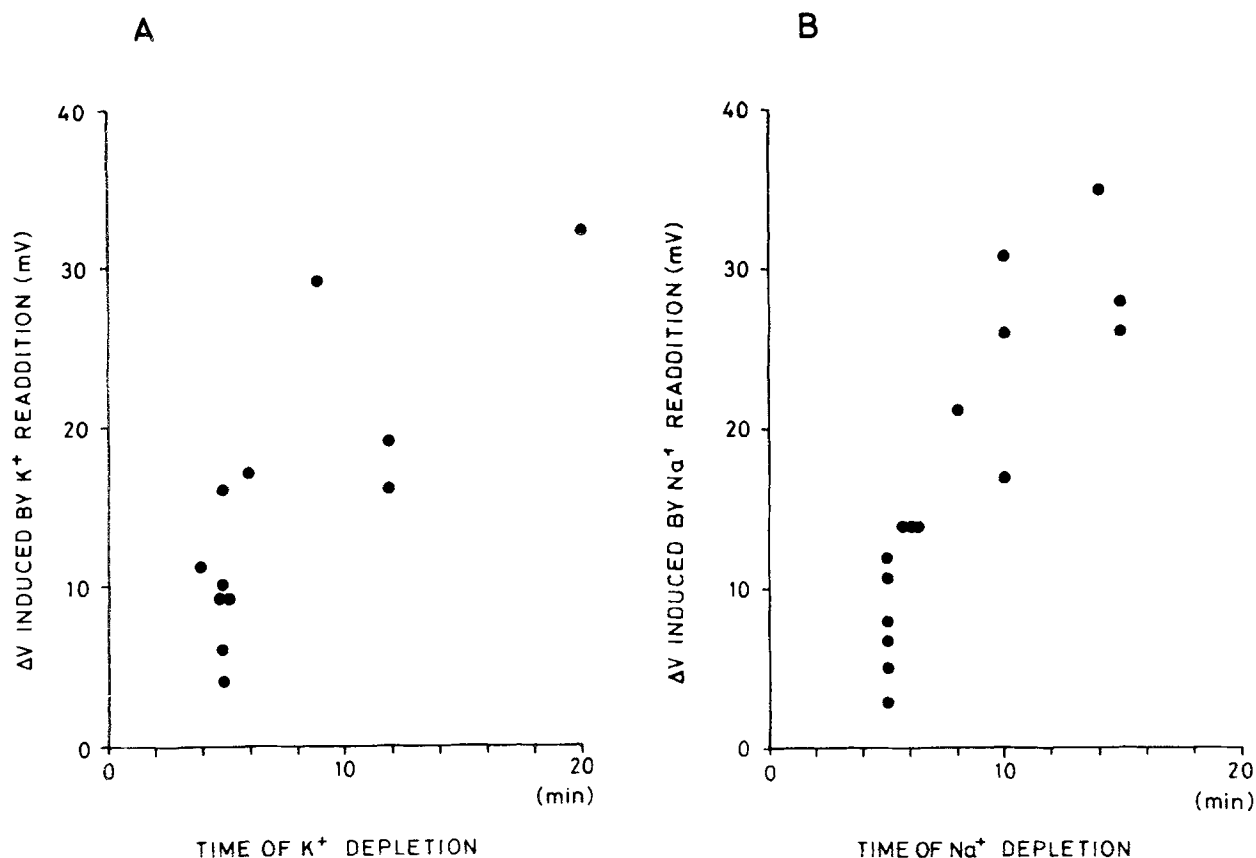 A
40
30
20
10
0
ΔV INDUCED BY K⁺ READDITION (mV)
0
10
20
(min)
TIME OF K⁺ DEPLETION
B
40
30
20
10
0
ΔV INDUCED BY Na⁺ READDITION (mV)
0
10
20
(min)
TIME OF Na⁺ DEPLETION